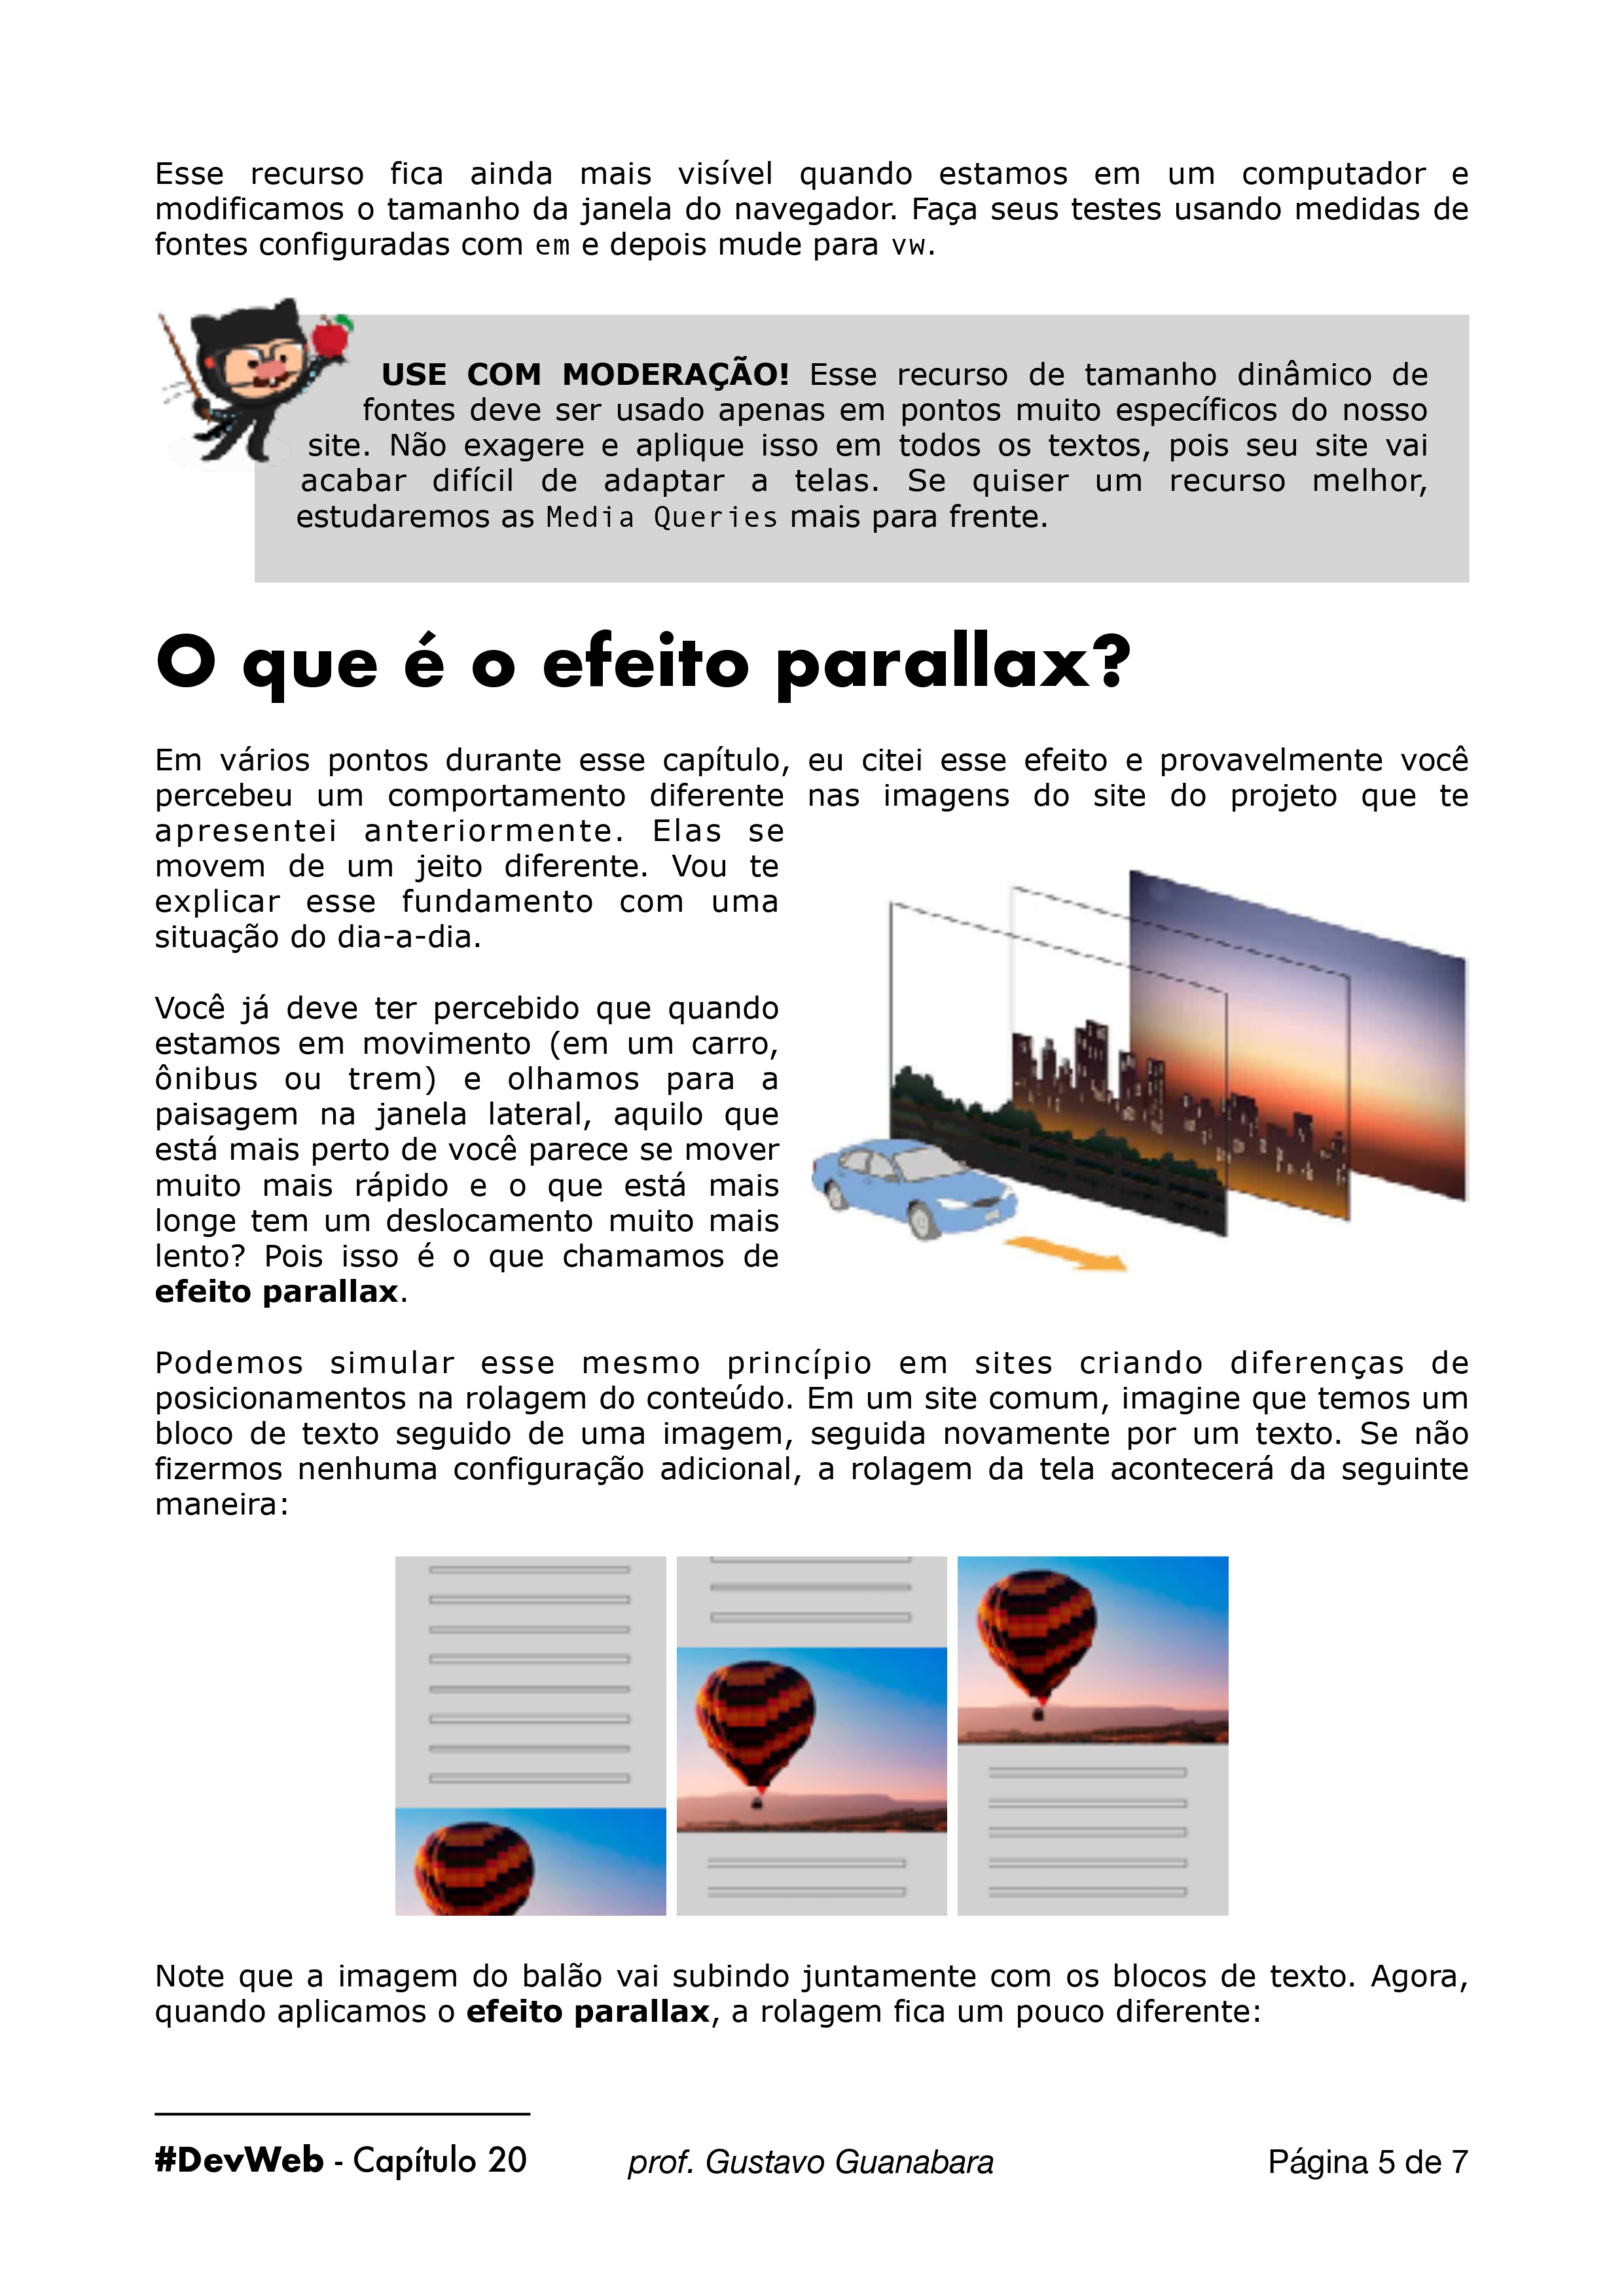 Esse recurso fica ainda mais visível quando estamos em um computador e
modificamos o tamanho da janela do navegador. Faça seus testes usando medidas de
fontes configuradas com em e depois mude para vw.
USE COM MODERAÇÃO! Esse recurso de tamanho dinâmico de
fontes deve ser usado apenas em pontos muito específicos do nosso
site. Não exagere e aplique isso em todos os textos, pois seu site vai
acabar difícil de adaptar a telas. Se quiser um recurso melhor,
estudaremos as Media Queries mais para frente.
O que é o efeito parallax?
Em vários pontos durante esse capítulo, eu citei esse efeito e provavelmente você
percebeu um comportamento diferente nas imagens do site do projeto que te
apresentei anteriormente. Elas se
movem de um jeito diferente. Vou te
explicar esse fundamento com uma
situação do dia-a-dia.
Você já deve ter percebido que quando
estamos em movimento (em um carro,
ônibus ou trem) e olhamos para a
paisagem na janela lateral, aquilo que
está mais perto de você parece se mover
muito mais rápido e o que está mais
longe tem um deslocamento muito mais
lento? Pois isso é o que chamamos de
efeito parallax.
Podemos simular esse mesmo princípio em sites criando diferenças de
posicionamentos na rolagem do conteúdo. Em um site comum, imagine que temos um
bloco de texto seguido de uma imagem, seguida novamente por um texto. Se não
fizermos nenhuma configuração adicional, a rolagem da tela acontecerá da seguinte
maneira:
Note que a imagem do balão vai subindo juntamente com os blocos de texto. Agora,
quando aplicamos o efeito parallax, a rolagem fica um pouco diferente:
#DevWeb - Capítulo 20 prof. Gustavo Guanabara Página 5 de 7